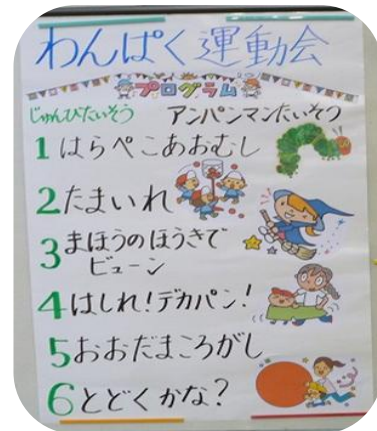 わんぱく運動会
プログラム
じゅんびたいそう アンパンマンたいそう
1 はらぺこあおむし
2 たまいれ
3 まほうのほうきで
ビューン
4 はしれ！デカパン！
5 おおだまころがし
6 とどくかな？